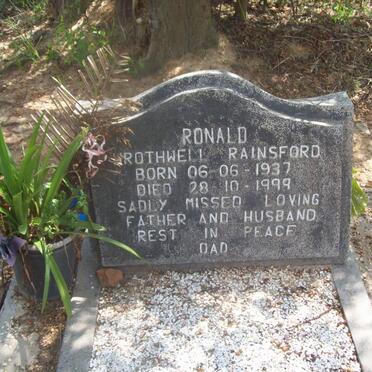 RONALD
ROTHWELL RAINSFORD
BORN 06-06-1937
DIED 28-10-1999
SADLY MISSED LOVING
FATHER AND HUSBAND
REST IN PEACE
DAD